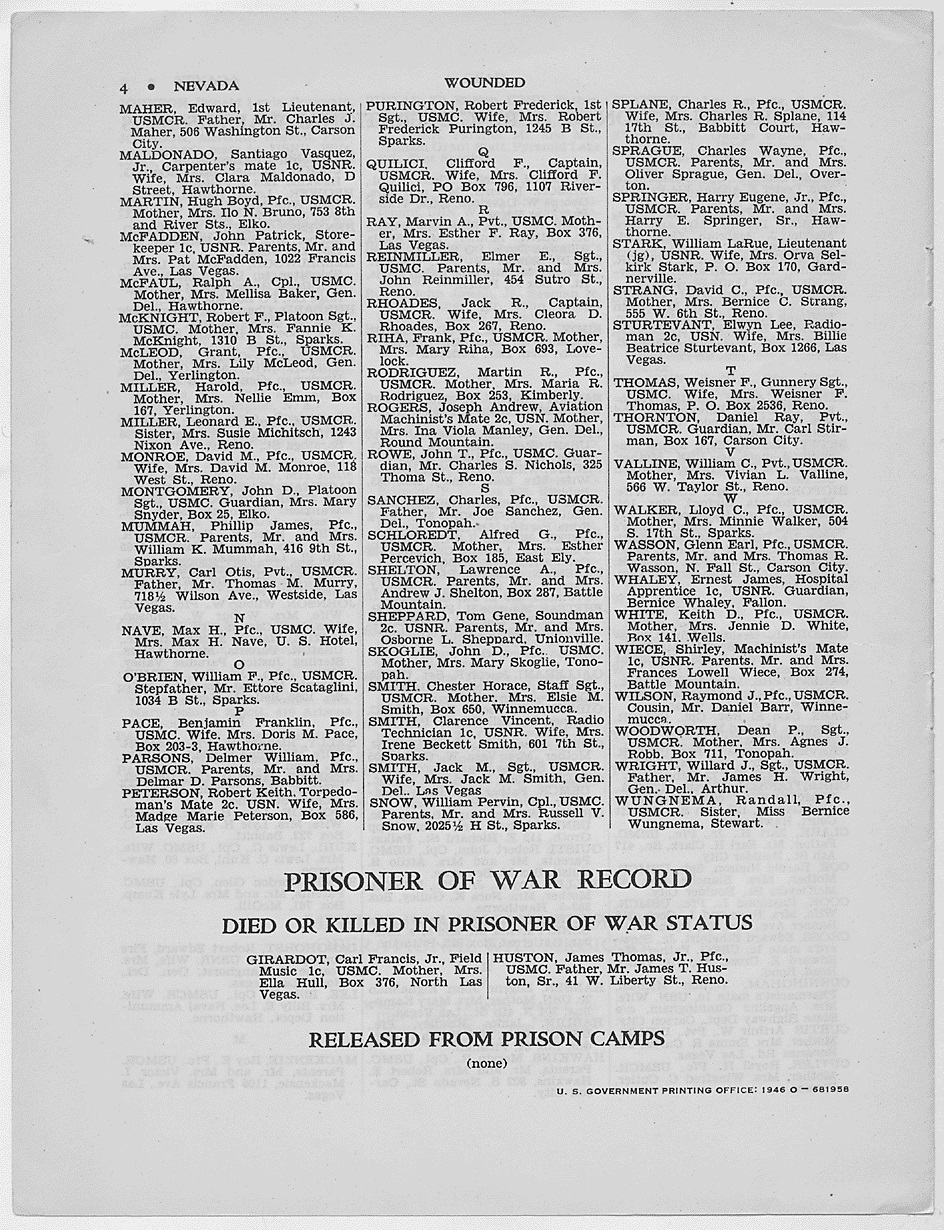 4 • NEVADA
WOUNDED
MAHER, Edward, 1st Lieutenant,
USMCR. Father, Mr. Charles J.
Maher, 506 Washington St., Carson
City.
MALDONADO, Santiago Vasquez,
Jr., Carpenter's mate 1c, USNR.
Wife, Mrs. Clara Maldonado, D
Street, Hawthorne.
MARTIN, Hugh Boyd, Pfc., USMCR.
Mother, Mrs. Ilo N. Bruno, 753 8th
and River Sts., Elko.
McFADDEN, John Patrick, Store-
keeper 1c, USNR. Parents, Mr. and
Mrs. Pat McFadden, 1022 Francis
Ave., Las Vegas.
McFAUL, Ralph A., Cpl., USMC.
Mother, Mrs. Mellisa Baker, Gen.
Del., Hawthorne.
McKNIGHT, Robert F., Platoon Sgt.,
USMC. Mother, Mrs. Fannie K.
McKnight, 1310 B St., Sparks.
McLEOD, Grant, Pfc., USMCR.
Mother, Mrs. Lily McLeod, Gen.
Del., Yerlington.
MILLER, Harold, Pfc., USMCR.
Mother, Mrs. Nellie Emm, Box
167, Yerlington.
MILLER, Leonard E., Pfc., USMCR.
Sister, Mrs. Susie Michitsch, 1243
Nixon Ave., Reno.
MONROE, David M., Pfc., USMCR.
Wife, Mrs. David M. Monroe, 118
West St., Reno.
MONTGOMERY, John D., Platoon
Sgt., USMC. Guardian, Mrs. Mary
Snyder, Box 25, Elko.
MUMMAH, Phillip James, Pfc.,
USMCR. Parents, Mr. and Mrs.
William K. Mummah, 416 9th St.,
Sparks.
MURRY, Carl Otis, Pvt., USMCR.
Father, Mr. Thomas M. Murry,
718½ Wilson Ave., Westside, Las
Vegas.
N
NAVE, Max H., Pfc., USMC. Wife,
Mrs. Max H. Nave, U. S. Hotel,
Hawthorne.
O
O'BRIEN, William F., Pfc., USMCR.
Stepfather, Mr. Ettore Scataglini,
1034 B St., Sparks.
P
PACE, Benjamin Franklin, Pfc.,
USMC. Wife. Mrs. Doris M. Pace,
Box 203-3, Hawthorne.
PARSONS, Delmer William, Pfc.,
USMCR. Parents, Mr. and Mrs.
Delmar D. Parsons, Babbitt.
PETERSON, Robert Keith. Torpedo-
man's Mate 2c. USN. Wife, Mrs.
Madge Marie Peterson, Box 586,
Las Vegas.
PURINGTON, Robert Frederick, 1st
Sgt., USMC. Wife, Mrs. Robert
Frederick Purington, 1245 B St.,
Sparks.
Q
QUILICI, Clifford F., Captain,
USMCR. Wife, Mrs. Clifford F.
Quilici, PO Box 796, 1107 River-
side Dr., Reno.
R
RAY, Marvin A., Pvt., USMC. Moth-
er, Mrs. Esther F. Ray, Box 376,
Las Vegas.
REINMILLER, Elmer E., Sgt.,
USMC. Parents, Mr. and Mrs.
John Reinmiller, 454 Sutro St.,
Reno.
RHOADES, Jack R., Captain,
USMCR. Wife, Mrs. Cleora D.
Rhoades, Box 267, Reno.
RIHA, Frank, Pfc., USMCR. Mother,
Mrs. Mary Riha, Box 693, Love-
lock.
RODRIGUEZ, Martin R., Pfc.,
USMCR. Mother, Mrs. Maria R.
Rodriguez, Box 253, Kimberly.
ROGERS, Joseph Andrew, Aviation
Machinist's Mate 2c, USN. Mother,
Mrs. Ina Viola Manley, Gen. Del.,
Round Mountain.
ROWE, John T., Pfc., USMC. Guar-
dian, Mr. Charles S. Nichols, 325
Thoma St., Reno.
S
SANCHEZ, Charles, Pfc., USMCR.
Father, Mr. Joe Sanchez, Gen.
Del., Tonopah.
SCHLOREDT, Alfred G., Pfc.,
USMCR. Mother, Mrs. Esther
Percevich, Box 185, East Ely.
SHELTON, Lawrence A., Pfc.,
USMCR. Parents, Mr. and Mrs.
Andrew J. Shelton, Box 287, Battle
Mountain.
SHEPPARD, Tom Gene, Soundman
2c. USNR. Parents, Mr. and Mrs.
Osborne L. Sheppard, Unionville.
SKOGLIE, John D., Pfc.. USMC.
Mother, Mrs. Mary Skoglie, Tono-
pah.
SMITH. Chester Horace, Staff Sgt.,
USMCR. Mother, Mrs. Elsie M.
Smith, Box 650, Winnemucca.
SMITH, Clarence Vincent, Radio
Technician 1c, USNR. Wife, Mrs.
Irene Beckett Smith, 601 7th St.,
Sparks.
SMITH, Jack M., Sgt., USMCR.
Wife, Mrs. Jack M. Smith, Gen.
Del.. Las Vegas
SNOW, William Pervin, Cpl., USMC.
Parents, Mr. and Mrs. Russell V.
Snow, 2025½ H St., Sparks.
SPLANE, Charles R., Pfc., USMCR.
Wife, Mrs. Charles R. Splane, 114
17th St., Babbitt Court, Haw-
thorne.
SPRAGUE, Charles Wayne, Pfc.,
USMCR. Parents, Mr. and Mrs.
Oliver Sprague, Gen. Del., Over-
ton.
SPRINGER, Harry Eugene, Jr., Pfc.,
USMCR. Parents, Mr. and Mrs.
Harry E. Springer, Sr., Haw-
thorne.
STARK, William LaRue, Lieutenant
(jg), USNR. Wife, Mrs. Orva Sel-
kirk Stark, P. O. Box 170, Gard-
nerville.
STRANG, David C., Pfc., USMCR.
Mother, Mrs. Bernice C. Strang,
555 W. 6th St., Reno.
STURTEVANT, Elwyn Lee, Radio-
man 2c, USN. Wife, Mrs. Billie
Beatrice Sturtevant, Box 1266, Las
Vegas.
T
THOMAS, Weisner F., Gunnery Sgt.,
USMC. Wife, Mrs. Weisner F.
Thomas, P. O. Box 2536, Reno.
THORNTON, Daniel Ray, Pvt.,
USMCR. Guardian, Mr. Carl Stir-
man, Box 167, Carson City.
V
VALLINE, William C., Pvt., USMCR.
Mother, Mrs. Vivian L. Valline,
566 W. Taylor St., Reno.
W
WALKER, Lloyd C., Pfc., USMCR.
Mother, Mrs. Minnie Walker, 504
S. 17th St., Sparks.
WASSON, Glenn Earl, Pfc., USMCR.
Parents, Mr. and Mrs. Thomas R.
Wasson, N. Fall St., Carson City.
WHALEY, Ernest James, Hospital
Apprentice 1c, USNR. Guardian,
Bernice Whaley, Fallon.
WHITE, Keith D., Pfc., USMCR.
Mother, Mrs. Jennie D. White,
Box 141. Wells.
WIECE, Shirley, Machinist's Mate
1c, USNR. Parents. Mr. and Mrs.
Frances Lowell Wiece, Box 274,
Battle Mountain.
WILSON, Raymond J., Pfc., USMCR.
Cousin, Mr. Daniel Barr, Winne-
mucca.
WOODWORTH, Dean P., Sgt.,
USMCR. Mother, Mrs. Agnes J.
Robb. Box 711, Tonopah.
WRIGHT, Willard J., Sgt., USMCR.
Father, Mr. James H. Wright,
Gen. Del., Arthur.
WUNGNEMA, Randall, Pfc.,
USMCR. Sister, Miss Bernice
Wungnema, Stewart.
PRISONER OF WAR RECORD
DIED OR KILLED IN PRISONER OF WAR STATUS
GIRARDOT, Carl Francis, Jr., Field
Music 1c, USMC. Mother, Mrs.
Ella Hull, Box 376, North Las
Vegas.
HUSTON, James Thomas, Jr., Pfc.,
USMC. Father, Mr. James T. Hus-
ton, Sr., 41 W. Liberty St., Reno.
RELEASED FROM PRISON CAMPS
(none)
U. S. GOVERNMENT PRINTING OFFICE: 1946 O — 681958